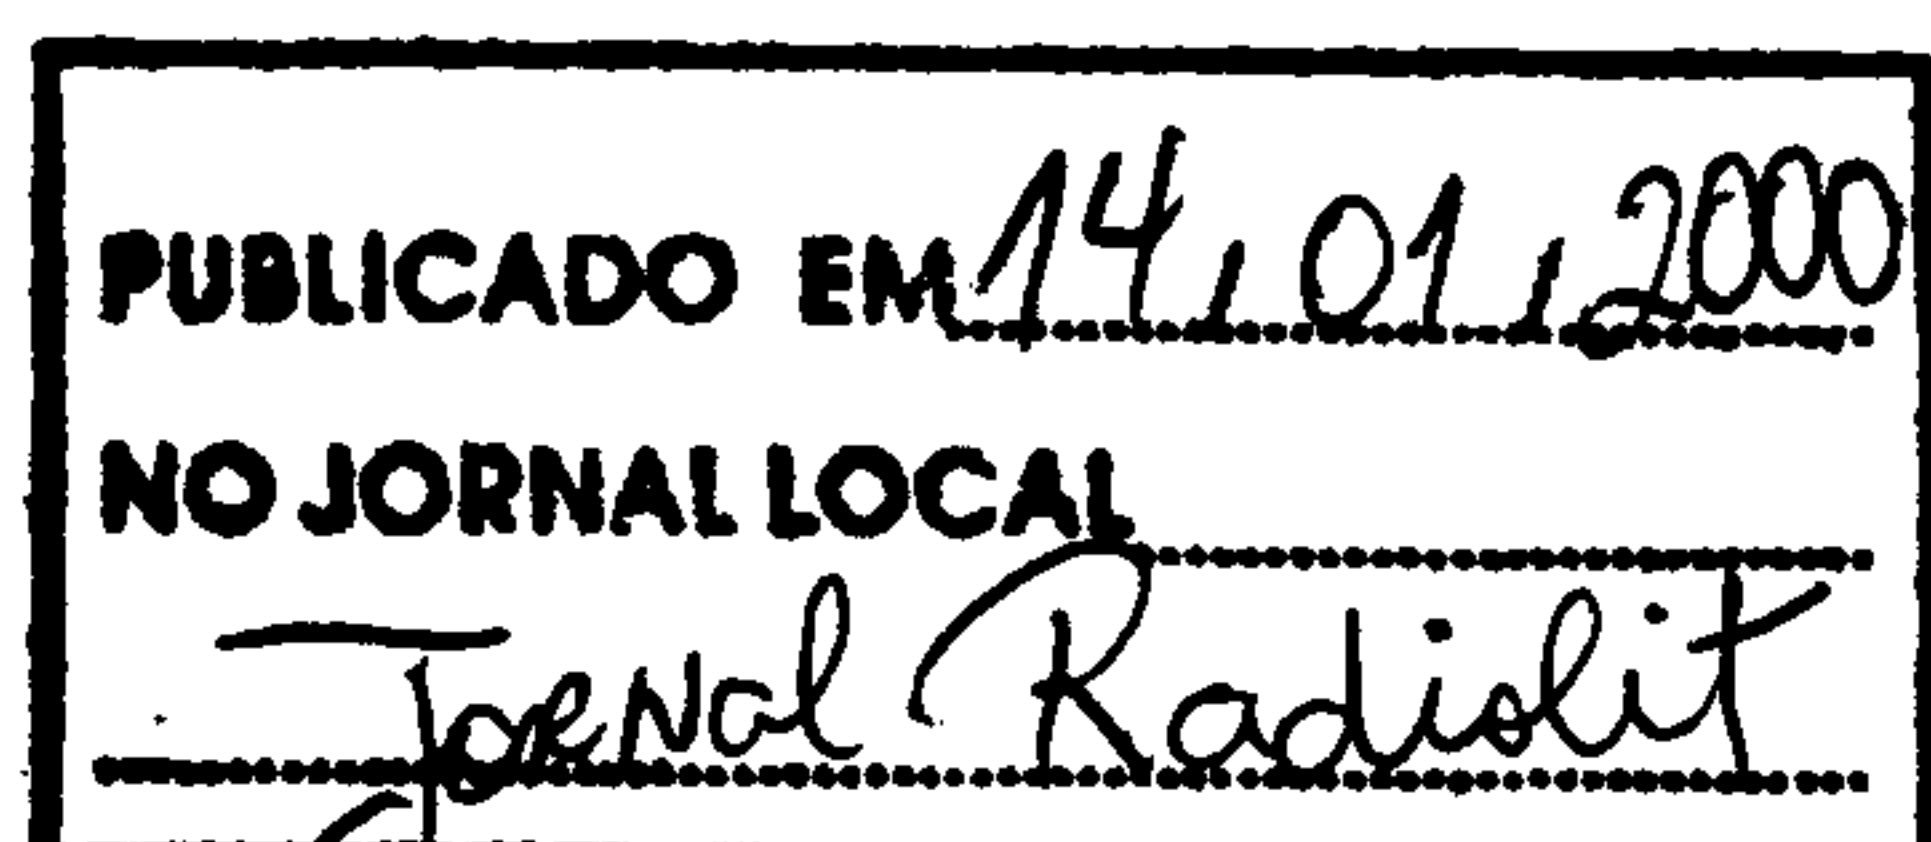 PUBLICADO EM 14, 01, 2000
NO JORNAL LOCAL
Jornal Radiolit